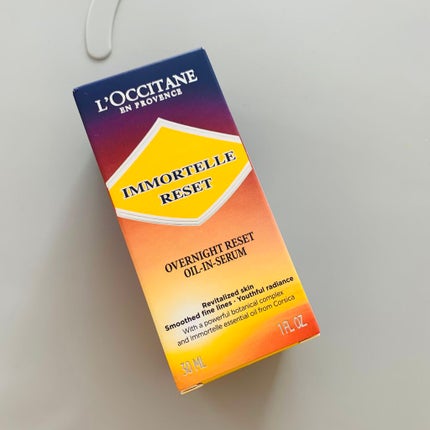 L'OCCITANE
EN PROVENCE
IMMORTELLE
RESET
OVERNIGHT RESET
OIL-IN-SERUM
Revitalized skin
Smoothed fine lines · Youthful radiance
With a powerful botanical complex
and immortelle essential oil from Corsica
30 ML
1 FL.OZ.